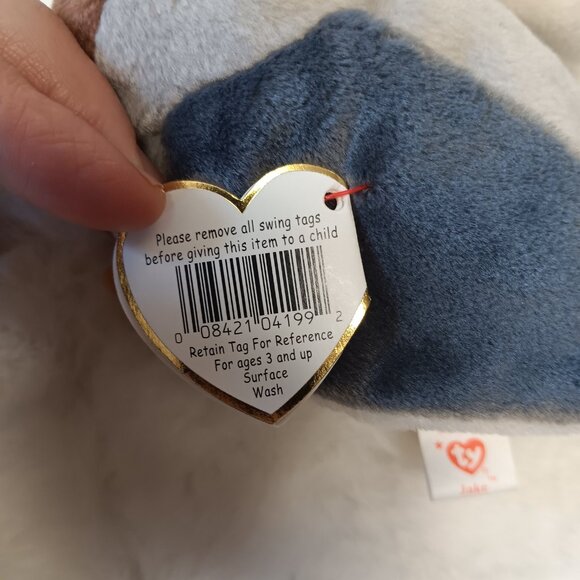 Please remove all swing tags
before giving this item to a child
0 08421 04199 2
Retain Tag For Reference
For ages 3 and up
Surface
Wash
ty
Jake